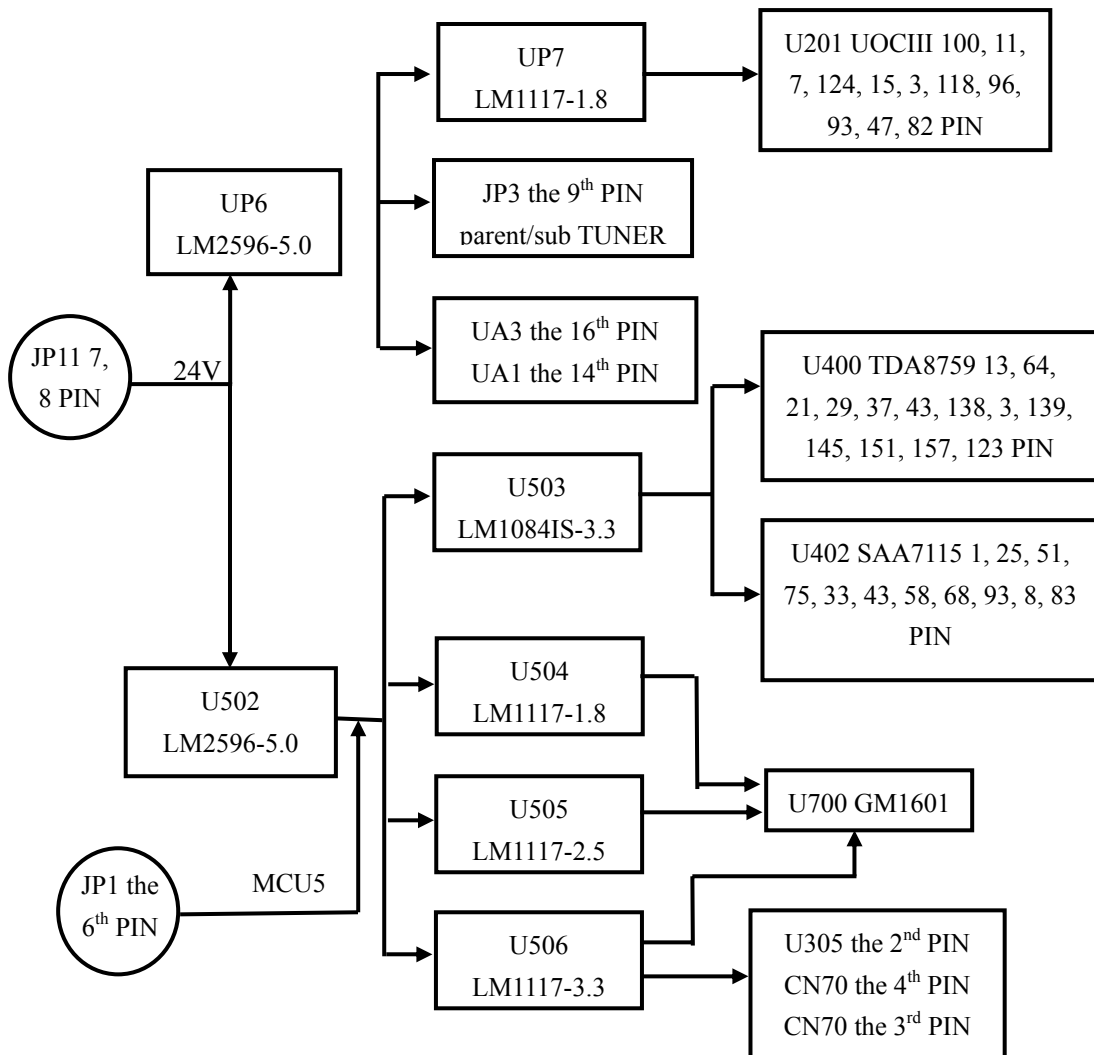 UP7
LM1117-1.8
U201 UOCIII 100, 11,
7, 124, 15, 3, 118, 96,
93, 47, 82 PIN
UP6
LM2596-5.0
JP3 the 9th PIN
parent/sub TUNER
UA3 the 16th PIN
UA1 the 14th PIN
JP11 7,
8 PIN
24V
U400 TDA8759 13, 64,
21, 29, 37, 43, 138, 3, 139,
145, 151, 157, 123 PIN
U503
LM1084IS-3.3
U402 SAA7115 1, 25, 51,
75, 33, 43, 58, 68, 93, 8, 83
PIN
U502
LM2596-5.0
U504
LM1117-1.8
U505
LM1117-2.5
U700 GM1601
JP1 the
6th PIN
MCU5
U506
LM1117-3.3
U305 the 2nd PIN
CN70 the 4th PIN
CN70 the 3rd PIN